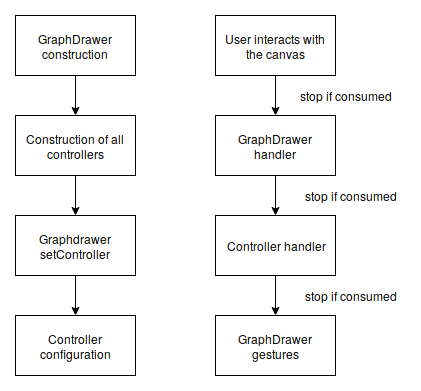 GraphDrawer
construction
Construction of all
controllers
Graphdrawer
setController
Controller
configuration
User interacts with
the canvas
stop if consumed
GraphDrawer
handler
stop if consumed
Controller handler
stop if consumed
GraphDrawer
gestures